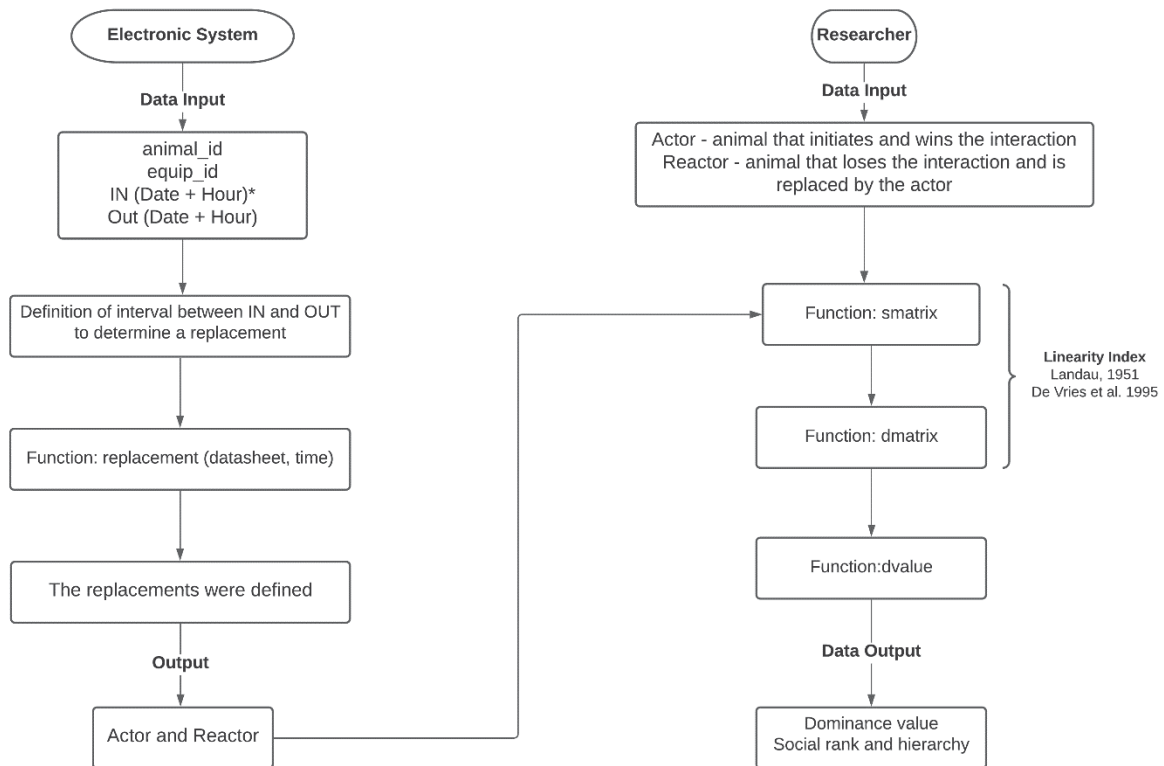 Electronic System
Data Input
animal_id
equip_id
IN (Date + Hour)*
Out (Date + Hour)
Definition of interval between IN and OUT
to determine a replacement
Function: replacement (datasheet, time)
The replacements were defined
Output
Actor and Reactor
Researcher
Data Input
Actor - animal that initiates and wins the interaction
Reactor - animal that loses the interaction and is
replaced by the actor
Function: smatrix
Function: dmatrix
Linearity Index
Landau, 1951
De Vries et al. 1995
Function:dvalue
Data Output
Dominance value
Social rank and hierarchy